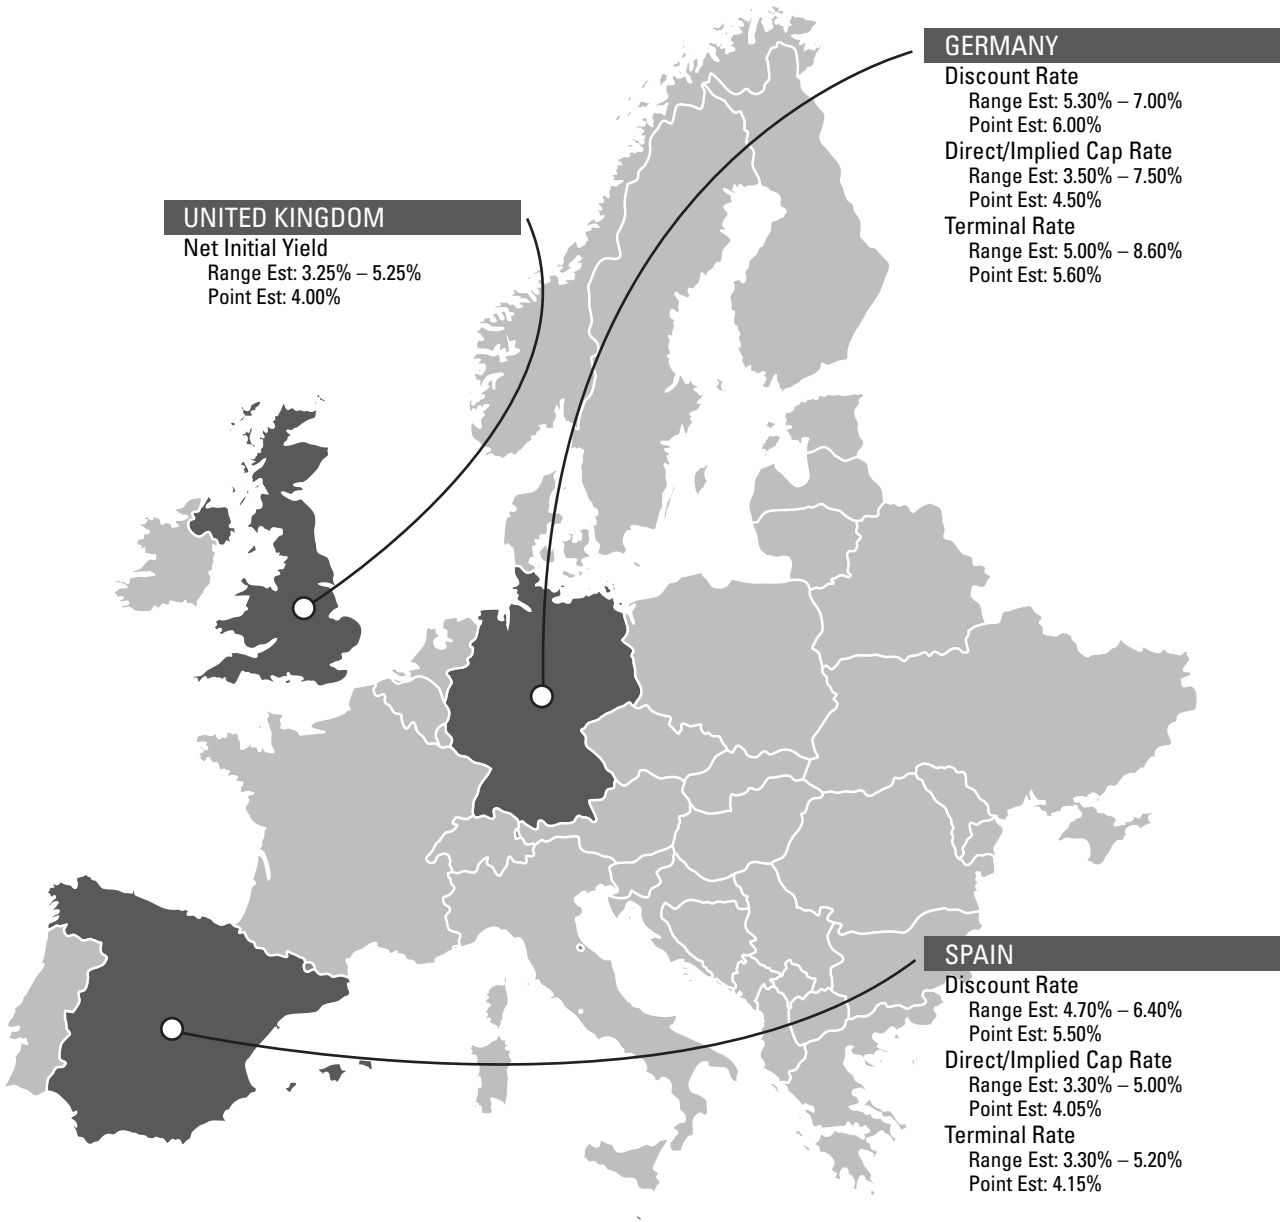 GERMANY
Discount Rate
Range Est: 5.30% – 7.00%
Point Est: 6.00%
Direct/Implied Cap Rate
Range Est: 3.50% – 7.50%
Point Est: 4.50%
Terminal Rate
Range Est: 5.00% – 8.60%
Point Est: 5.60%
UNITED KINGDOM
Net Initial Yield
Range Est: 3.25% – 5.25%
Point Est: 4.00%
SPAIN
Discount Rate
Range Est: 4.70% – 6.40%
Point Est: 5.50%
Direct/Implied Cap Rate
Range Est: 3.30% – 5.00%
Point Est: 4.05%
Terminal Rate
Range Est: 3.30% – 5.20%
Point Est: 4.15%